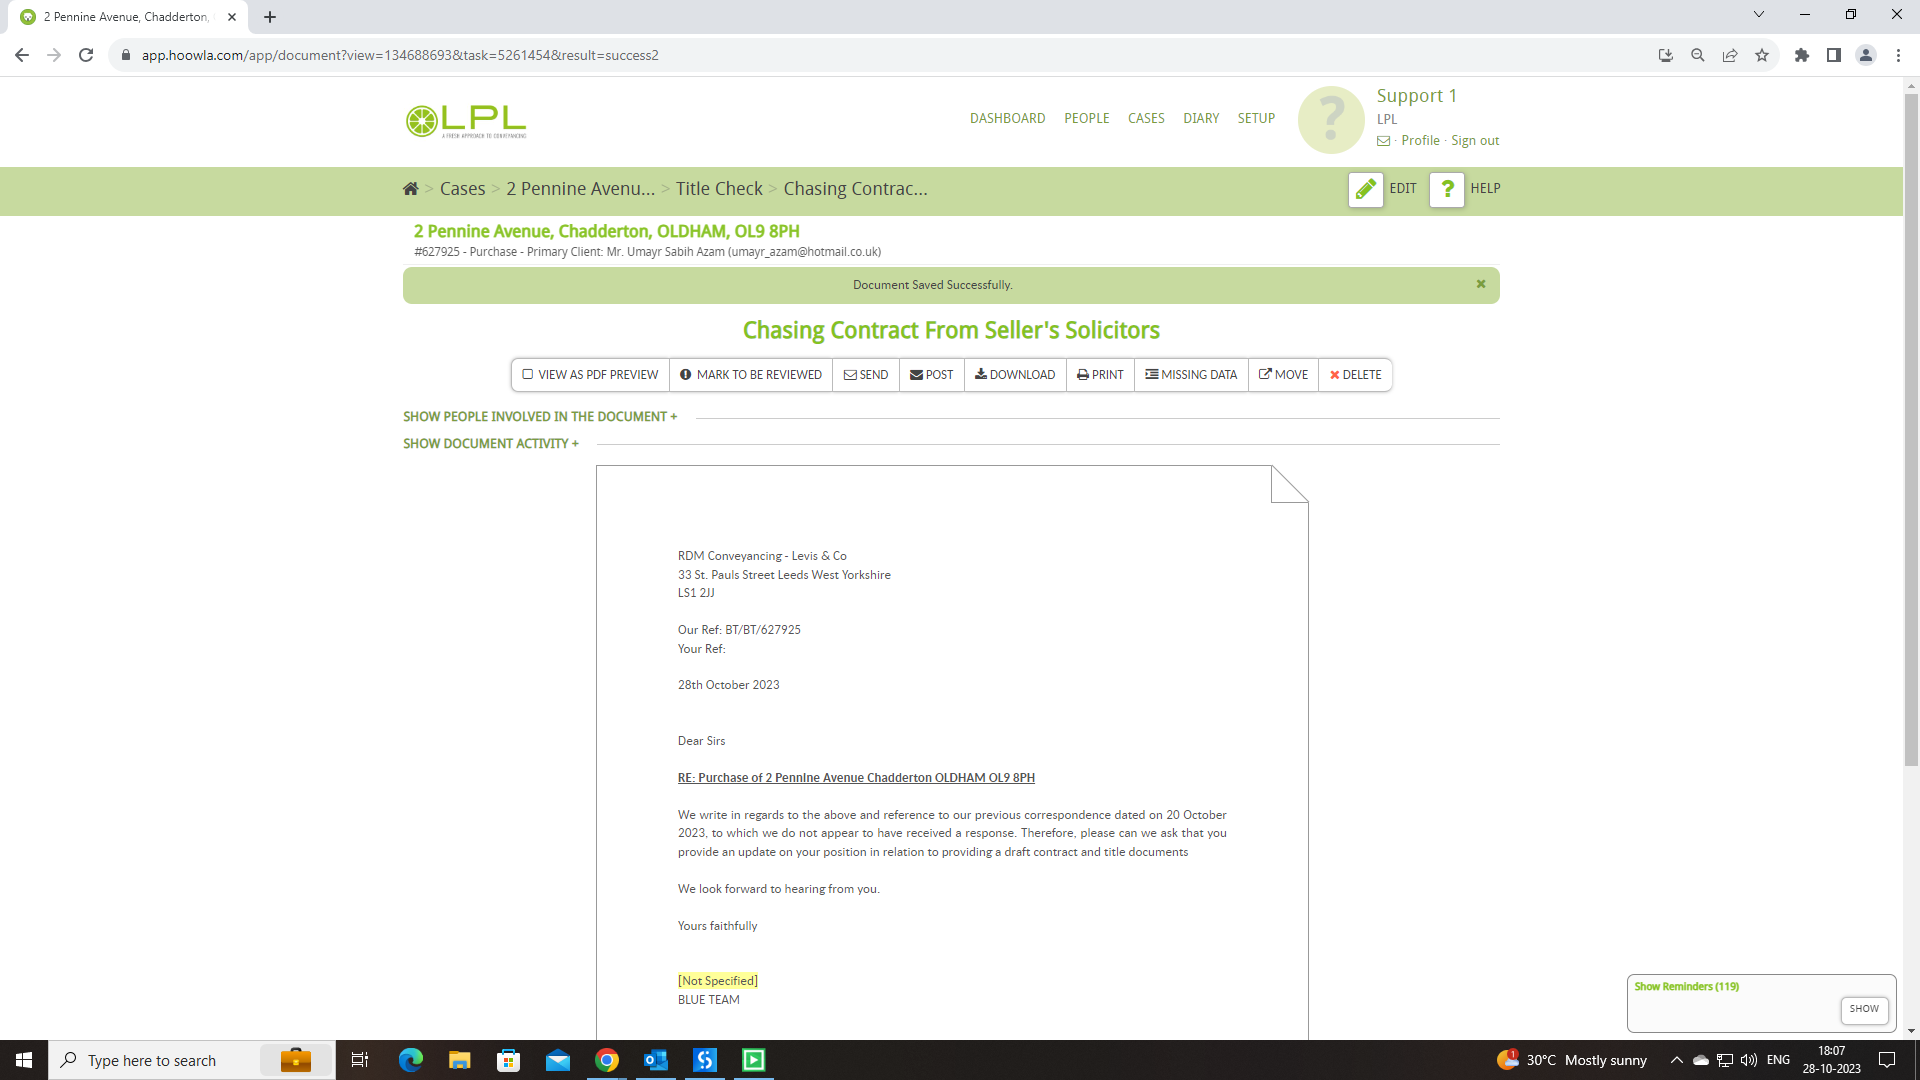 2 Pennine Avenue, Chadderton,
app.hoowla.com/app/document?view=134688693&task=5261454&result=success2
LPL
A FRESH APPROACH TO CONVEYANCING
DASHBOARD PEOPLE CASES DIARY SETUP
?
Support 1
LPL
· Profile · Sign out
> Cases > 2 Pennine Avenu... > Title Check > Chasing Contrac...
EDIT ? HELP
2 Pennine Avenue, Chadderton, OLDHAM, OL9 8PH
#627925 - Purchase - Primary Client: Mr. Umayr Sabih Azam (umayr_azam@hotmail.co.uk)
Document Saved Successfully.
Chasing Contract From Seller's Solicitors
VIEW AS PDF PREVIEW MARK TO BE REVIEWED SEND POST DOWNLOAD PRINT MISSING DATA MOVE DELETE
SHOW PEOPLE INVOLVED IN THE DOCUMENT +
SHOW DOCUMENT ACTIVITY +
RDM Conveyancing - Levis & Co
33 St. Pauls Street Leeds West Yorkshire
LS1 2JJ
Our Ref: BT/BT/627925
Your Ref:
28th October 2023
Dear Sirs
RE: Purchase of 2 Pennine Avenue Chadderton OLDHAM OL9 8PH
We write in regards to the above and reference to our previous correspondence dated on 20 October
2023, to which we do not appear to have received a response. Therefore, please can we ask that you
provide an update on your position in relation to providing a draft contract and title documents
We look forward to hearing from you.
Yours faithfully
[Not Specified]
BLUE TEAM
Show Reminders (119)
SHOW
Type here to search
1
30°C Mostly sunny
ENG
18:07
28-10-2023